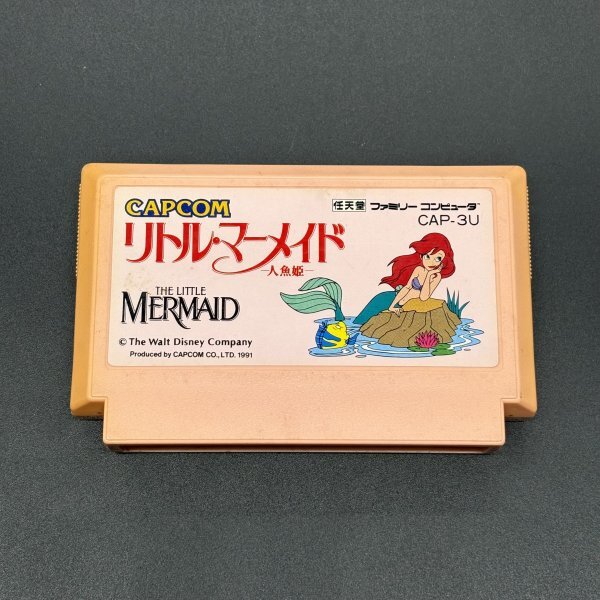 CAPCOM
任天堂 ファミリー コンピュータ
CAP-3U
リトル・マーメイド
—人魚姫—
THE LITTLE
MERMAID
© The Walt Disney Company
Produced by CAPCOM CO., LTD. 1991